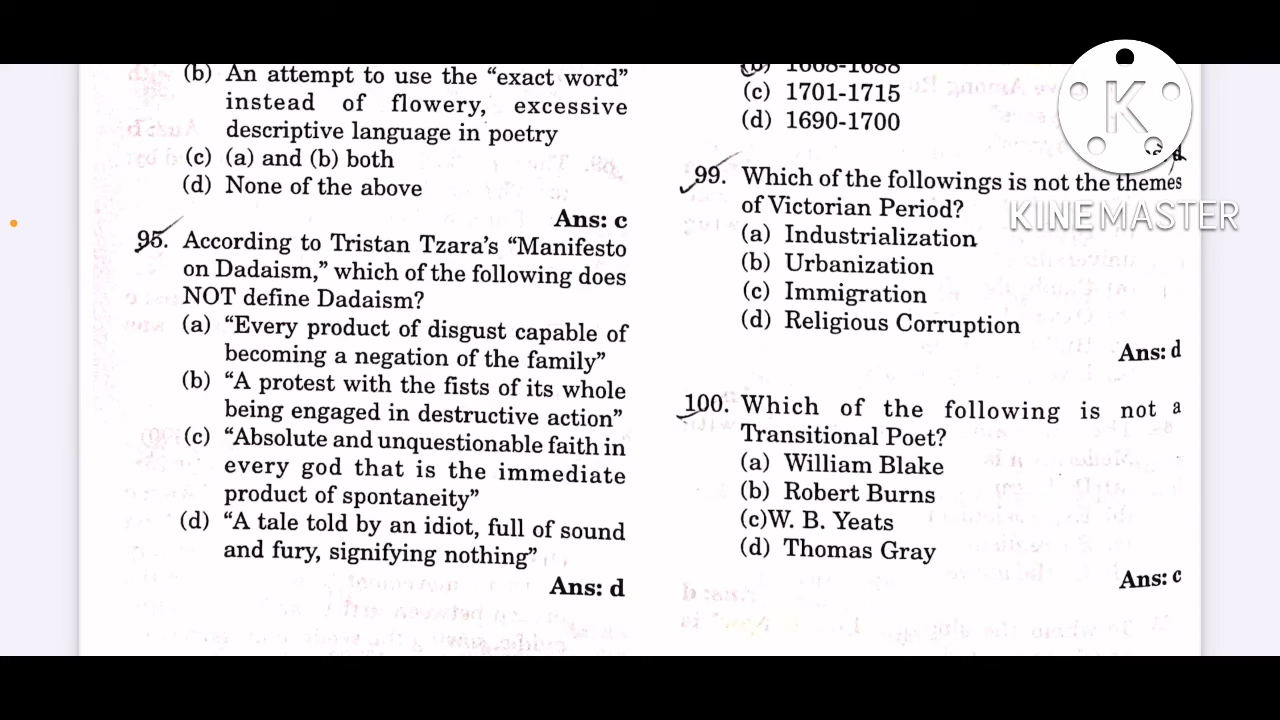 (b) An attempt to use the “exact word”
instead of flowery, excessive
descriptive language in poetry
(c) (a) and (b) both
(d) None of the above
Ans: c
95. According to Tristan Tzara’s “Manifesto
on Dadaism,” which of the following does
NOT define Dadaism?
(a) “Every product of disgust capable of
becoming a negation of the family”
(b) “A protest with the fists of its whole
being engaged in destructive action”
(c) “Absolute and unquestionable faith in
every god that is the immediate
product of spontaneity”
(d) “A tale told by an idiot, full of sound
and fury, signifying nothing”
Ans: d
(c) 1701-1715
(d) 1690-1700
99. Which of the followings is not the themes
of Victorian Period?
(a) Industrialization
(b) Urbanization
(c) Immigration
(d) Religious Corruption
Ans: d
100. Which of the following is not a
Transitional Poet?
(a) William Blake
(b) Robert Burns
(c)W. B. Yeats
(d) Thomas Gray
Ans: c
K
KINEMASTER